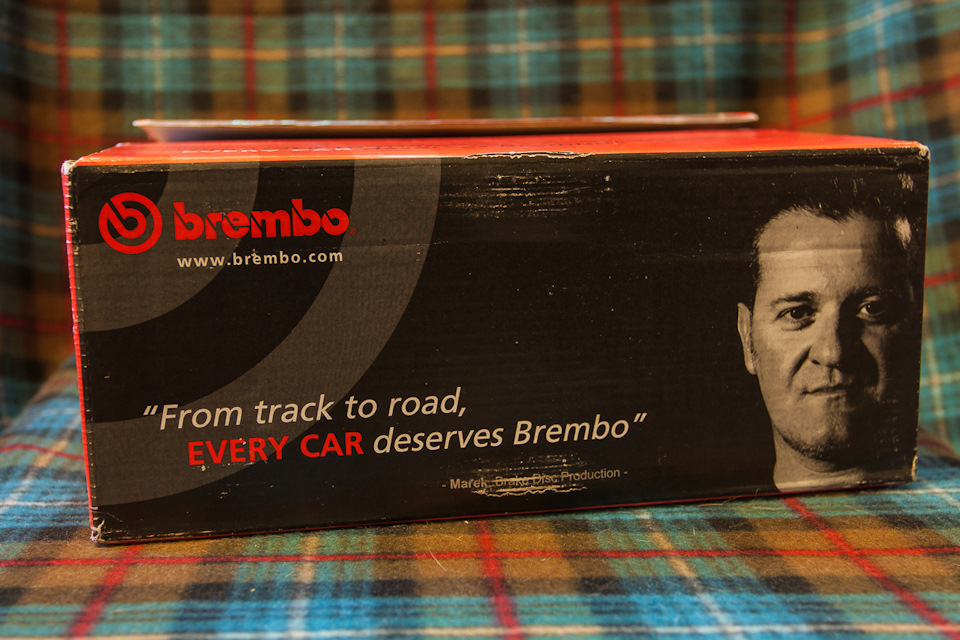 brembo
www.brembo.com
“From track to road,
EVERY CAR deserves Brembo”
- Marek, Brake Disc Production -